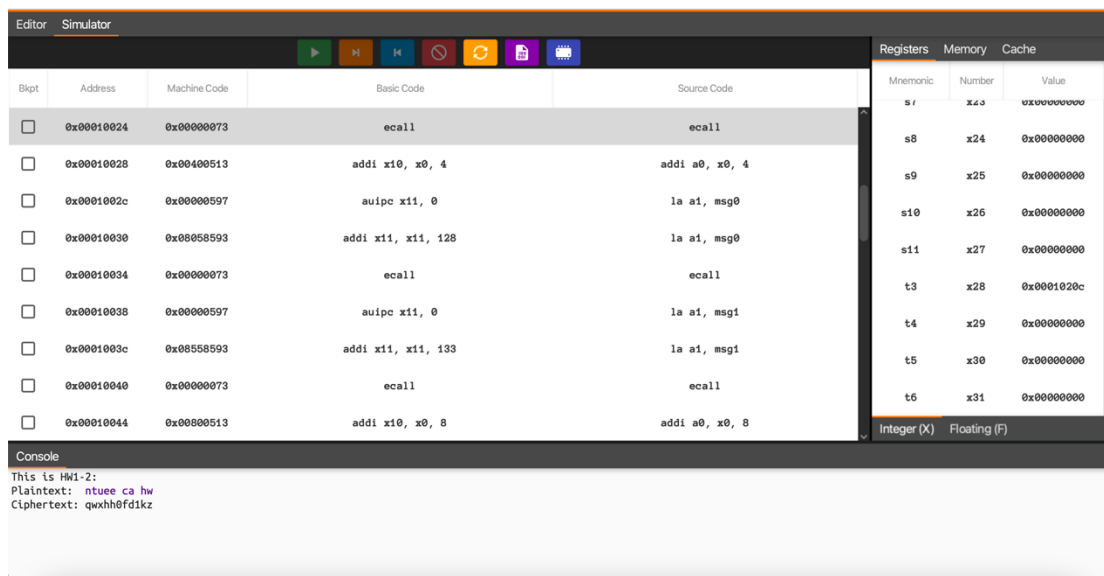 Editor Simulator
Registers Memory Cache
Bkpt Address Machine Code Basic Code Source Code
Mnemonic Number Value
s7 x23 0x00000000
0x00010024 0x00000073 ecall ecall
s8 x24 0x00000000
0x00010028 0x00400513 addi x10, x0, 4 addi a0, x0, 4
s9 x25 0x00000000
0x0001002c 0x00000597 auipc x11, 0 la a1, msg0
s10 x26 0x00000000
0x00010030 0x08058593 addi x11, x11, 128 la a1, msg0
s11 x27 0x00000000
0x00010034 0x00000073 ecall ecall
t3 x28 0x0001020c
0x00010038 0x00000597 auipc x11, 0 la a1, msg1
t4 x29 0x00000000
0x0001003c 0x08558593 addi x11, x11, 133 la a1, msg1
t5 x30 0x00000000
0x00010040 0x00000073 ecall ecall
t6 x31 0x00000000
0x00010044 0x00800513 addi x10, x0, 8 addi a0, x0, 8
Integer (X) Floating (F)
Console
This is HW1-2:
Plaintext: ntuee ca hw
Ciphertext: qwxhh0fd1kz